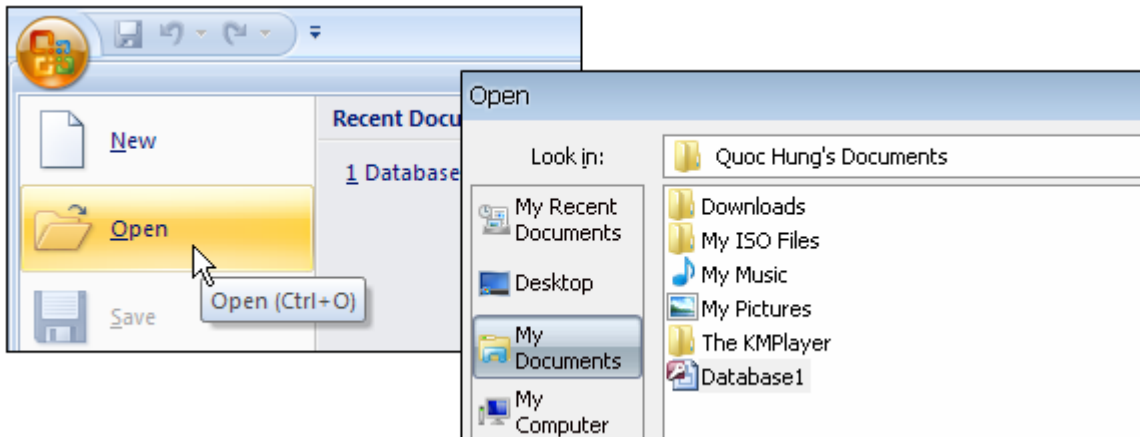 New
Recent Docu
1 Database
Open
Open (Ctrl+O)
Save
Open
Look in:
Quoc Hung's Documents
My Recent
Documents
Desktop
My
Documents
My
Computer
Downloads
My ISO Files
My Music
My Pictures
The KMPlayer
Database1